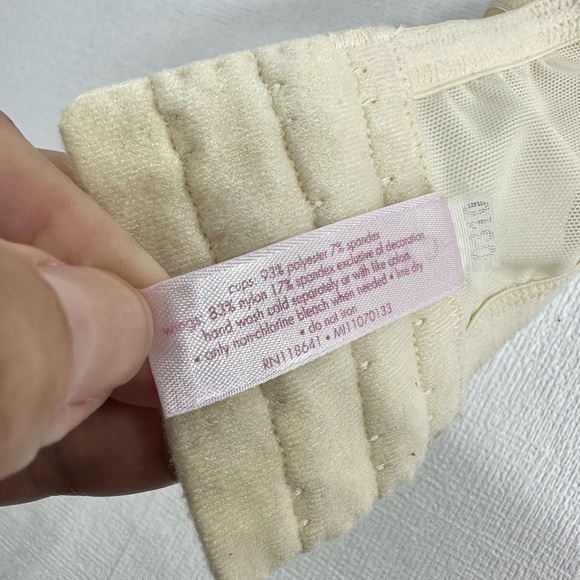 cups: 93% polyester 7% spandex
wings: 83% nylon 17% spandex exclusive of decoration
hand wash cold separately or with like colors
• only non-chlorine bleach when needed • line dry
• do not iron
RN118641 • MI11070133